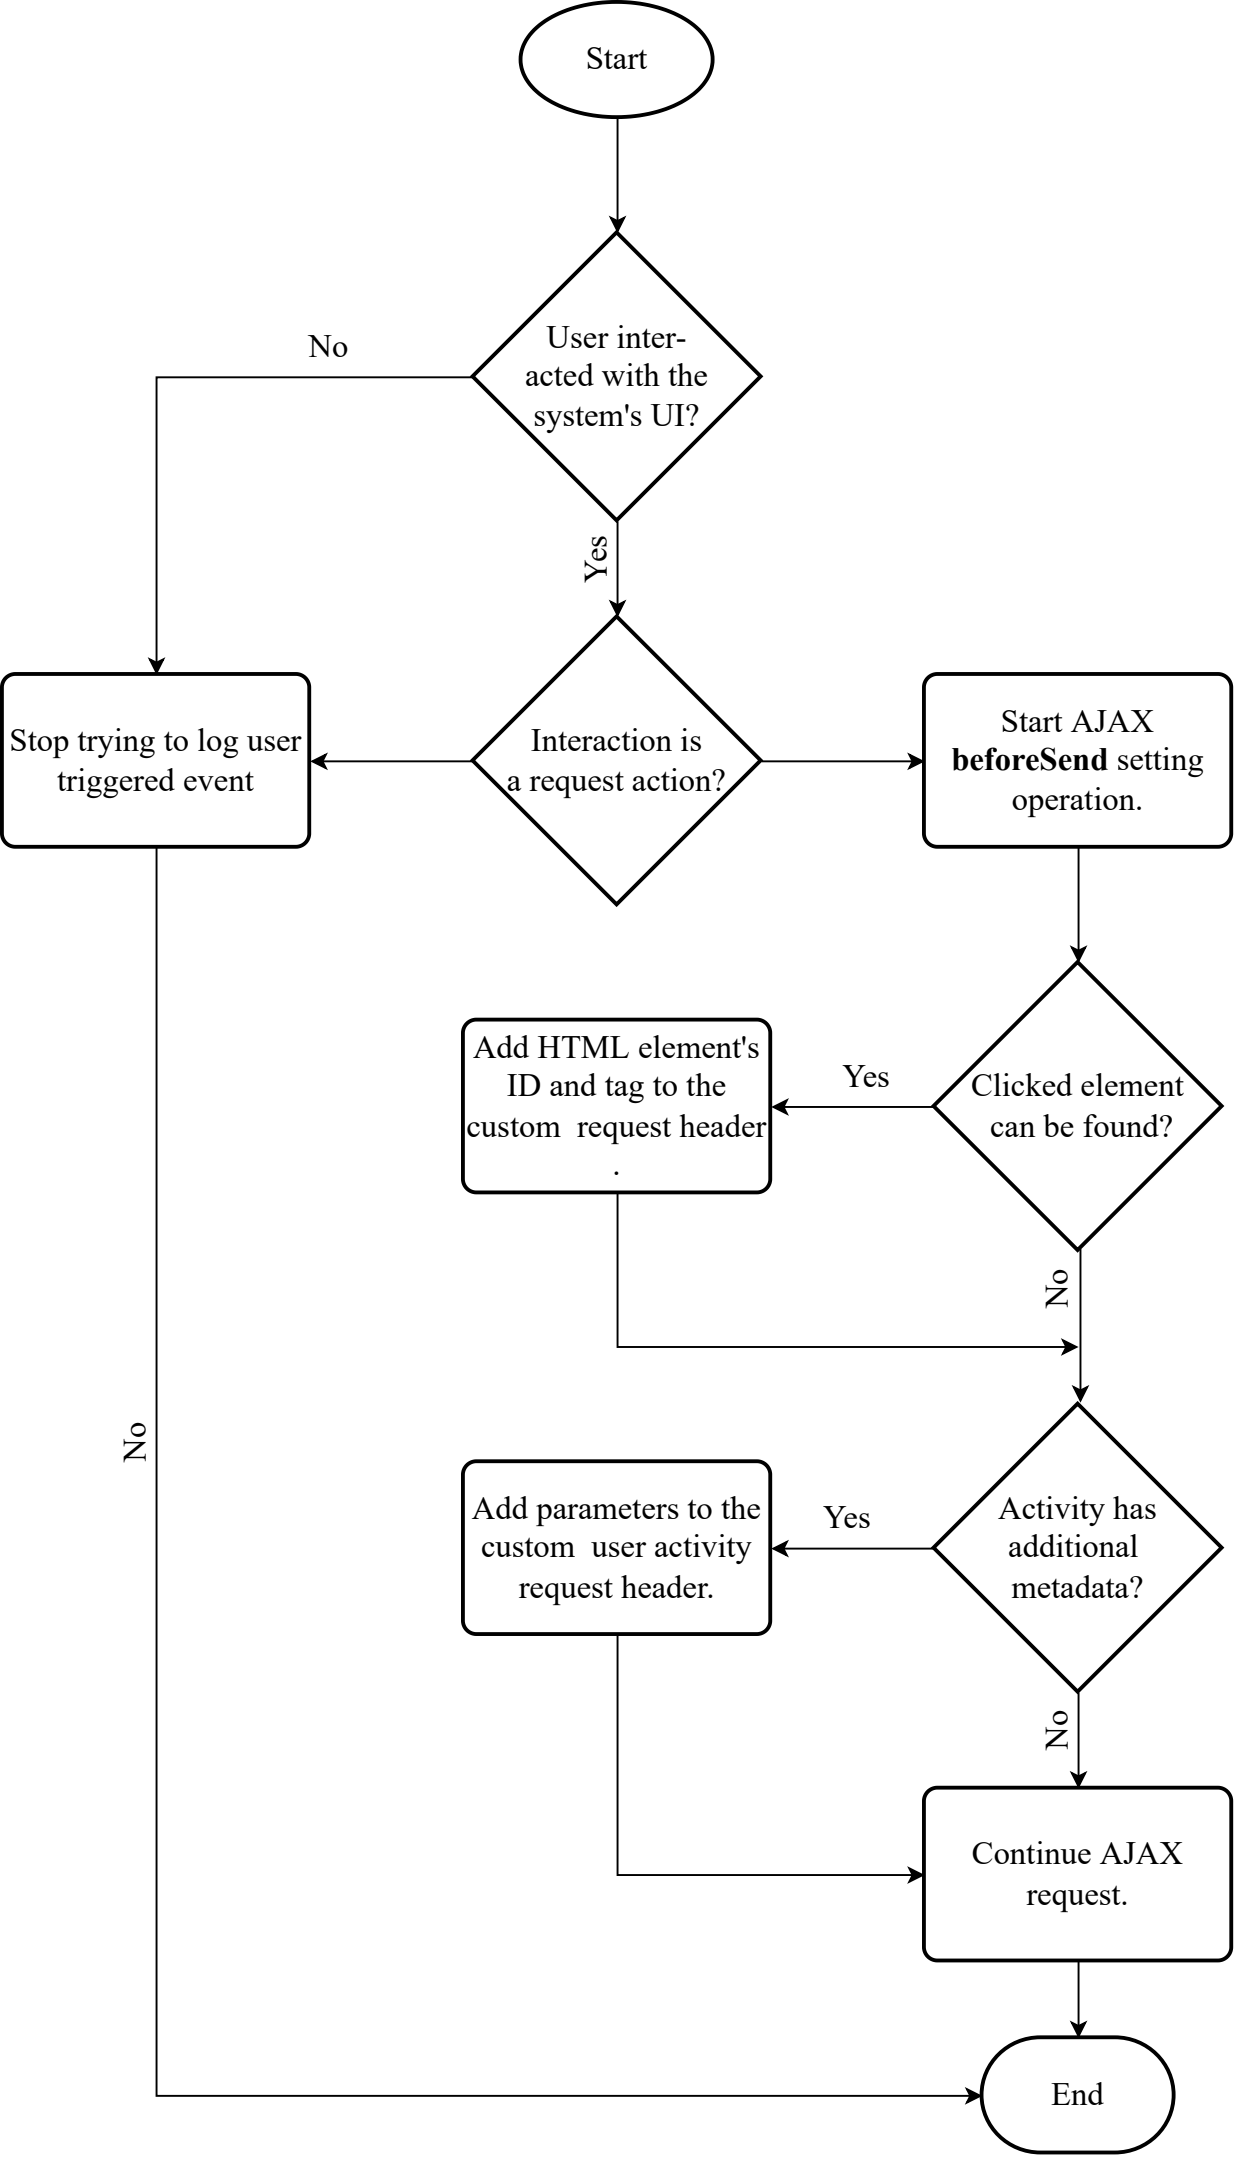 Start
User inter-
acted with the
system's UI?
No
Yes
Stop trying to log user
triggered event
Interaction is
a request action?
Start AJAX
beforeSend setting
operation.
Add HTML element's
ID and tag to the
custom  request header
.
Yes
Clicked element
can be found?
No
No
Add parameters to the
custom  user activity
request header.
Yes
Activity has
additional
metadata?
No
Continue AJAX
request.
End